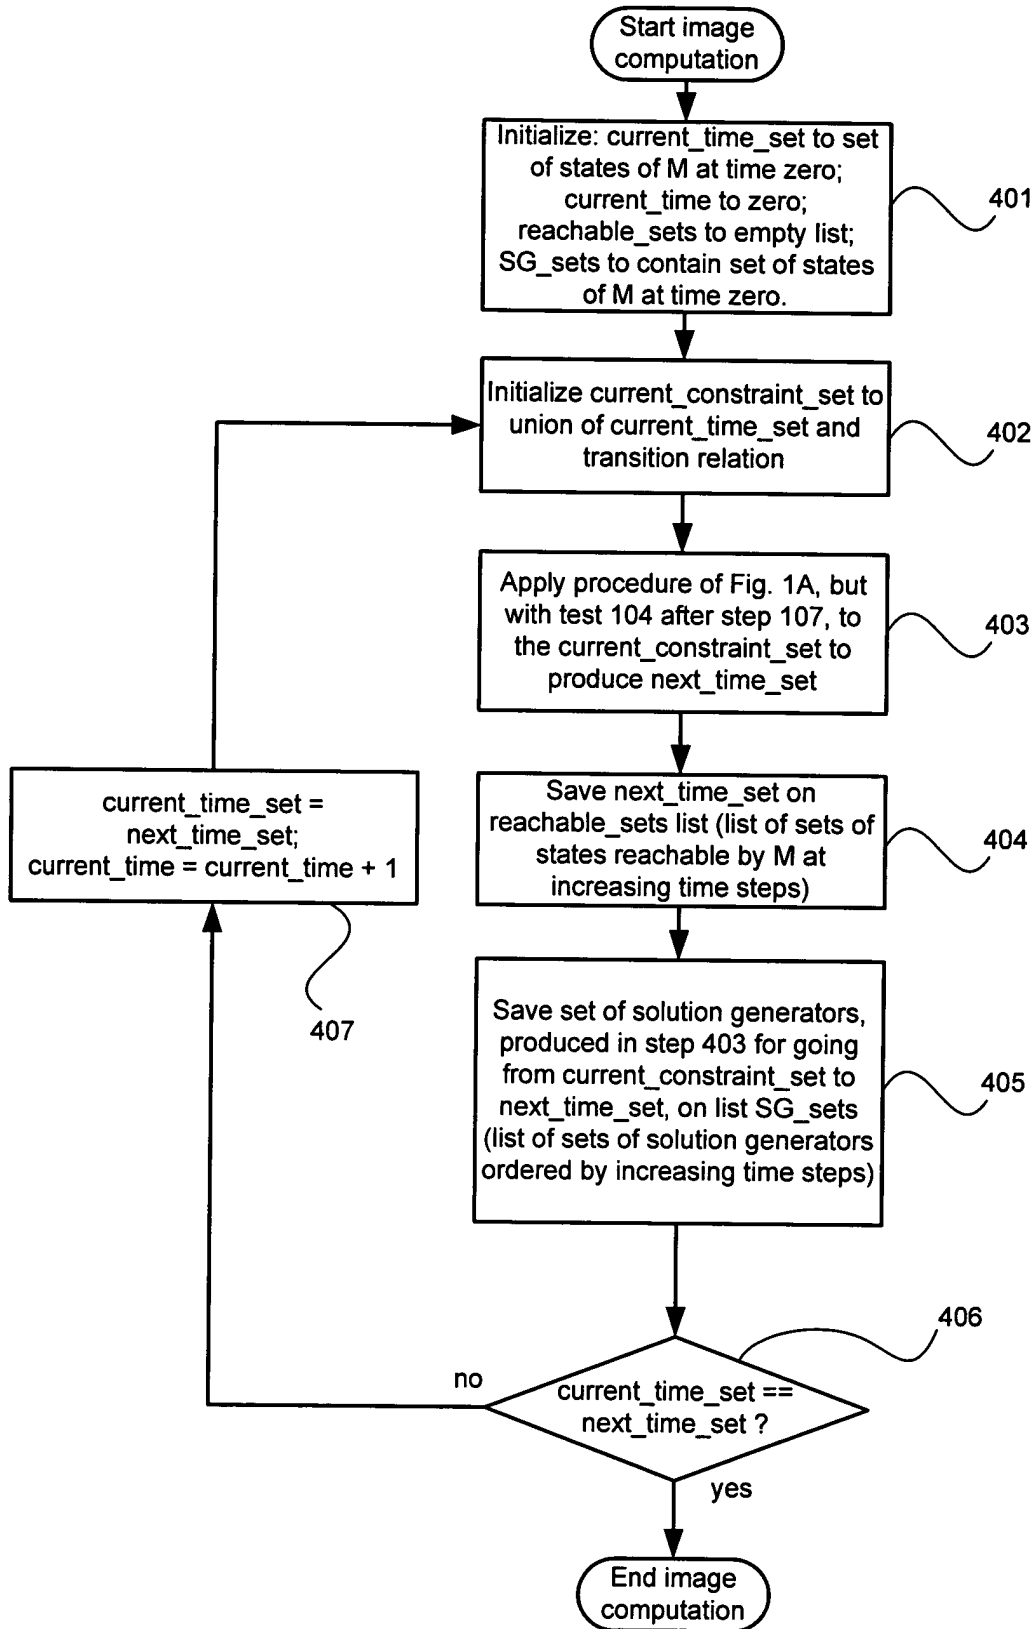 Start image
computation
Initialize: current_time_set to set
of states of M at time zero;
current_time to zero;
reachable_sets to empty list;
SG_sets to contain set of states
of M at time zero.
401
Initialize current_constraint_set to
union of current_time_set and
transition relation
402
Apply procedure of Fig. 1A, but
with test 104 after step 107, to
the current_constraint_set to
produce next_time_set
403
Save next_time_set on
reachable_sets list (list of sets of
states reachable by M at
increasing time steps)
404
current_time_set =
next_time_set;
current_time = current_time + 1
407
Save set of solution generators,
produced in step 403 for going
from current_constraint_set to
next_time_set, on list SG_sets
(list of sets of solution generators
ordered by increasing time steps)
405
406
no
current_time_set ==
next_time_set ?
yes
End image
computation